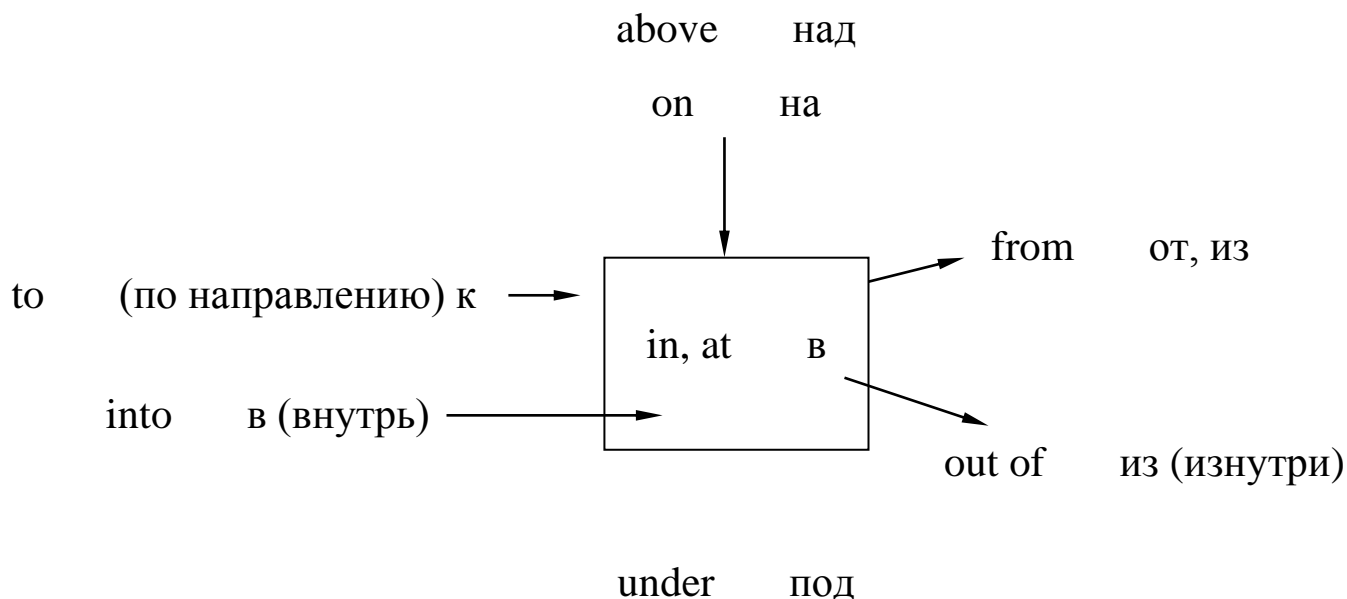 above над
on на
from от, из
to (по направлению) к
in, at в
into в (внутрь)
out of из (изнутри)
under под